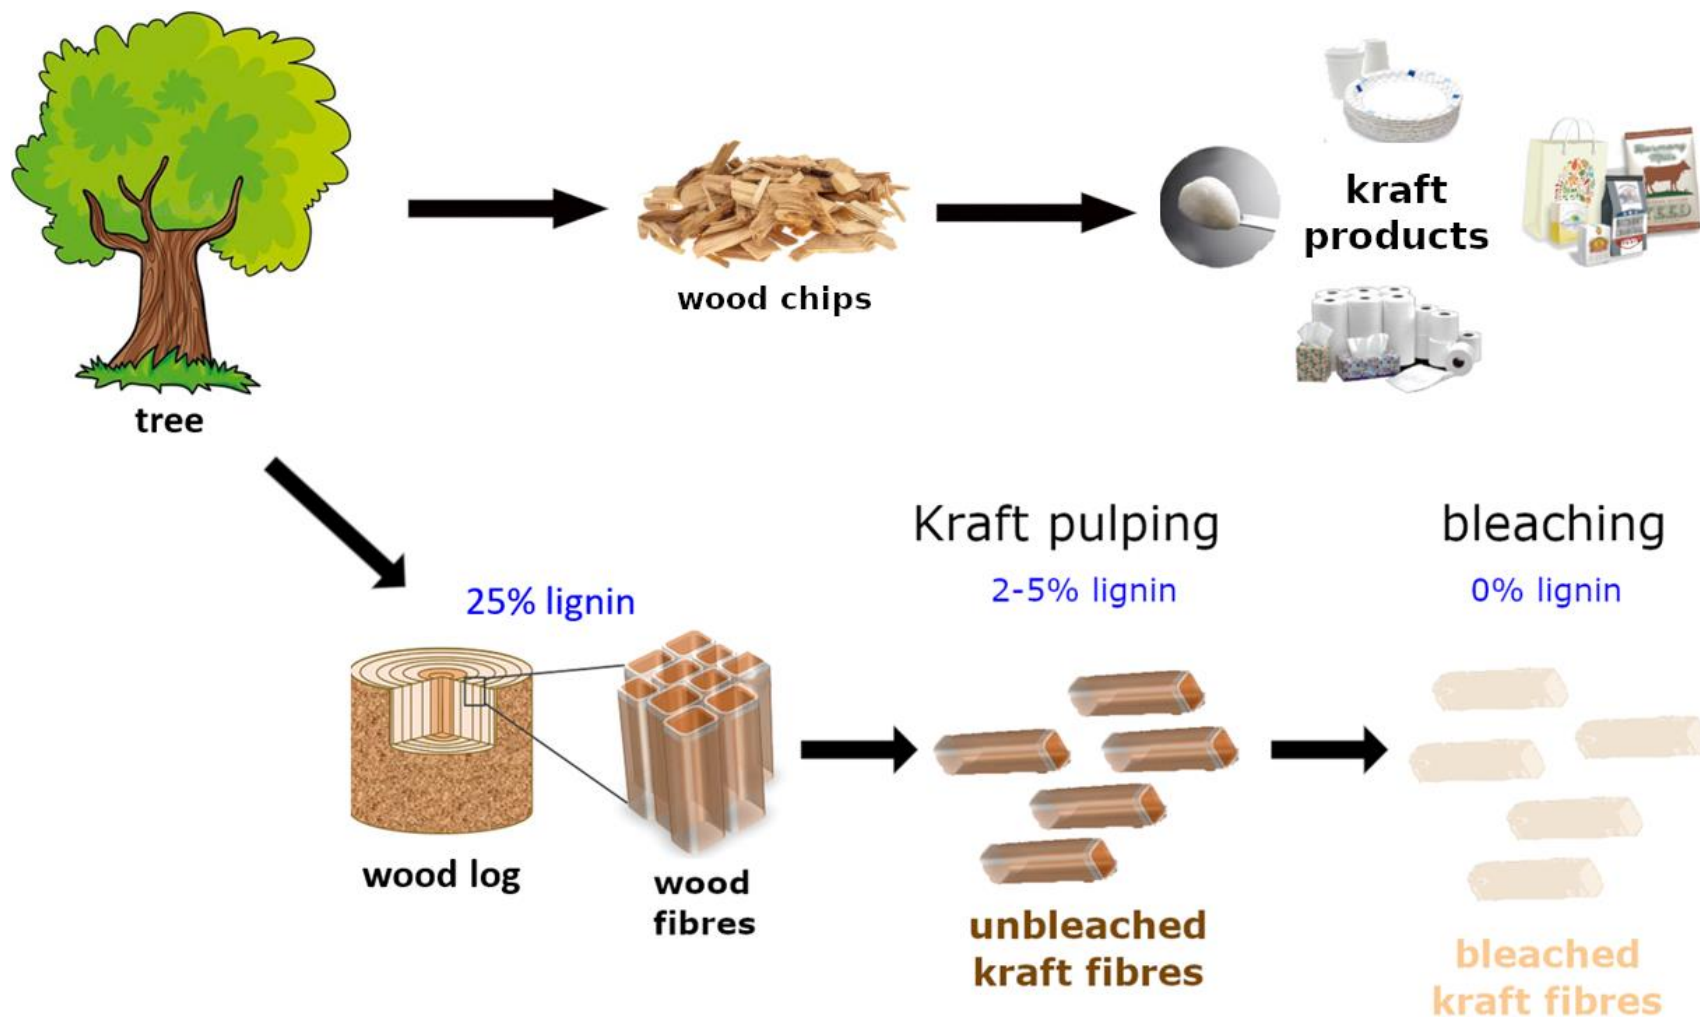 kraft
products
FEED
wood chips
tree
Kraft pulping
bleaching
25% lignin
2-5% lignin
0% lignin
wood log
wood
fibres
unbleached
kraft fibres
bleached
kraft fibres